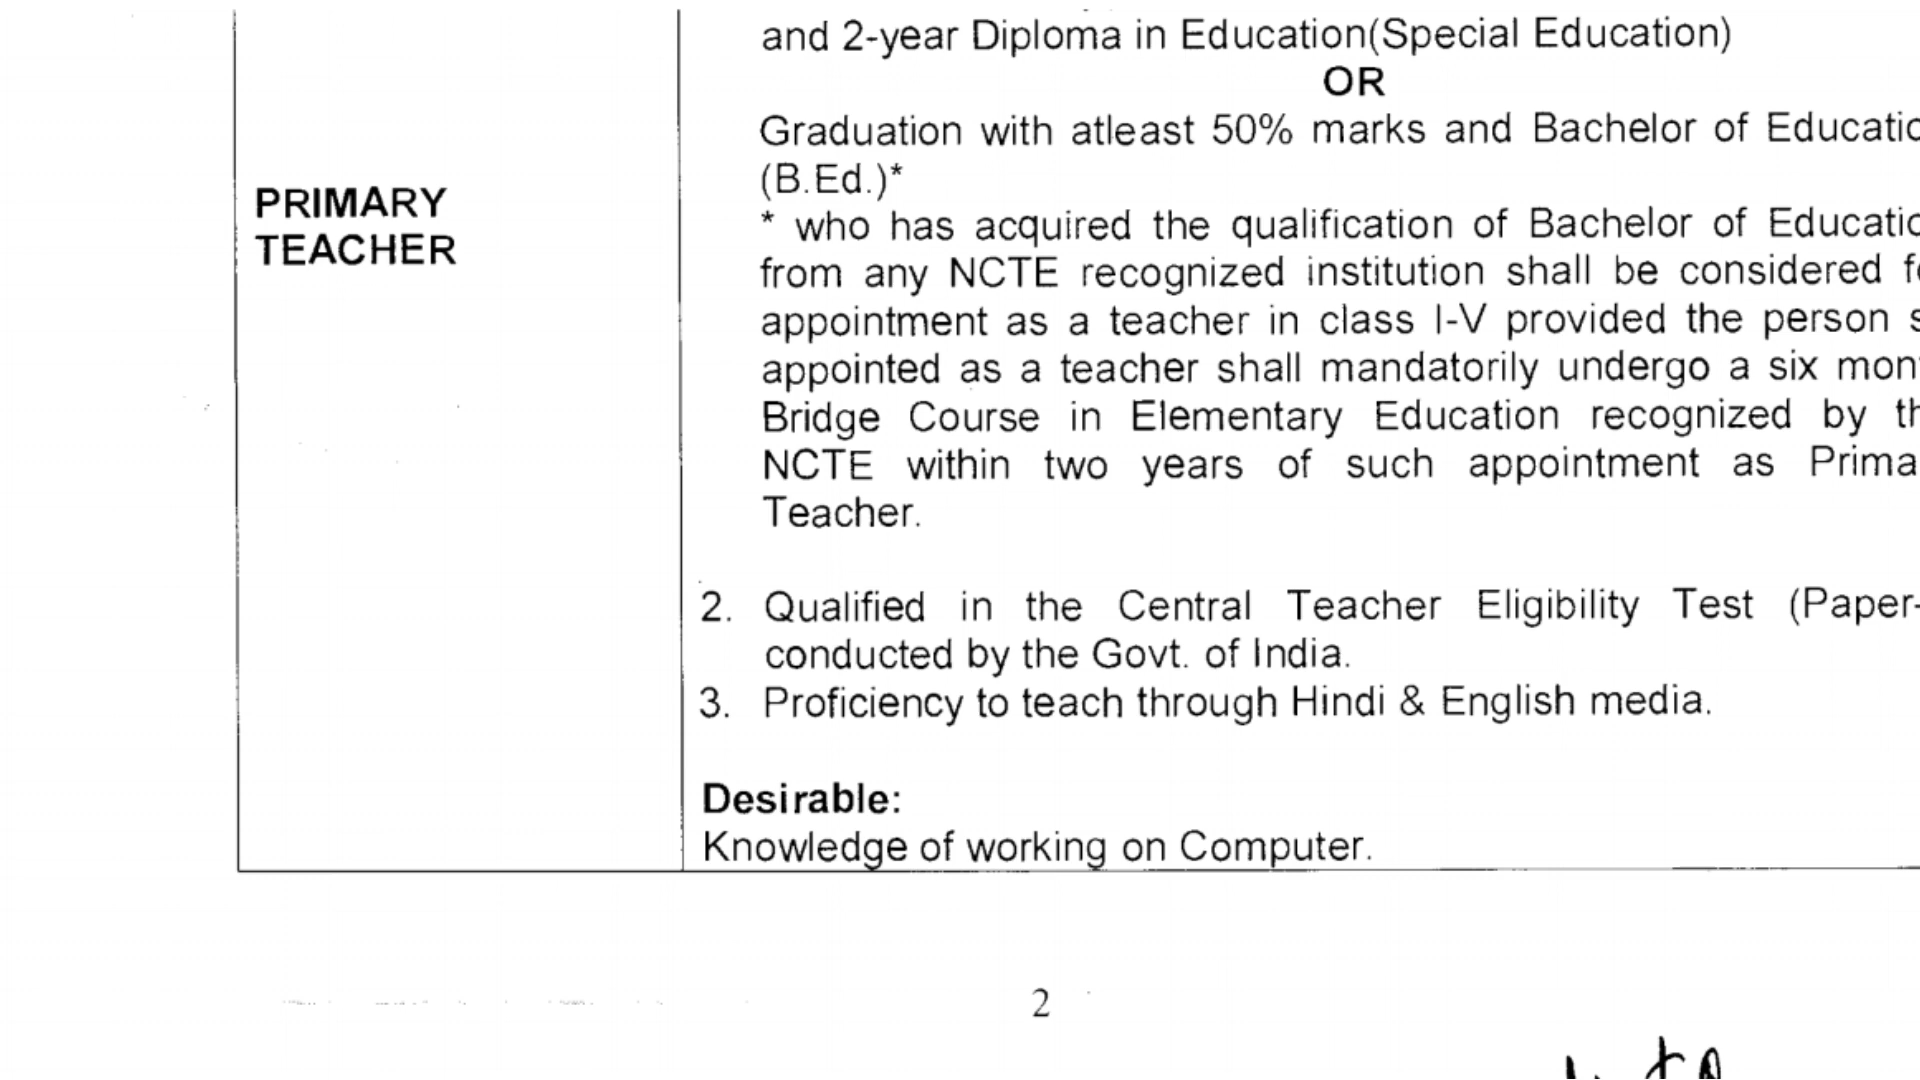 and 2-year Diploma in Education(Special Education)
OR
Graduation with atleast 50% marks and Bachelor of Educatio
(B.Ed.)*
* who has acquired the qualification of Bachelor of Educatio
from any NCTE recognized institution shall be considered
appointment as a teacher in class I-V provided the person s
appointed as a teacher shall mandatorily undergo a six mon
Bridge Course in Elementary Education recognized by th
NCTE within two years of such appointment as Prima
Teacher.
PRIMARY
TEACHER
2. Qualified in the Central Teacher Eligibility Test (Paper-
conducted by the Govt. of India.
3. Proficiency to teach through Hindi & English media.
Desirable:
Knowledge of working on Computer.
2